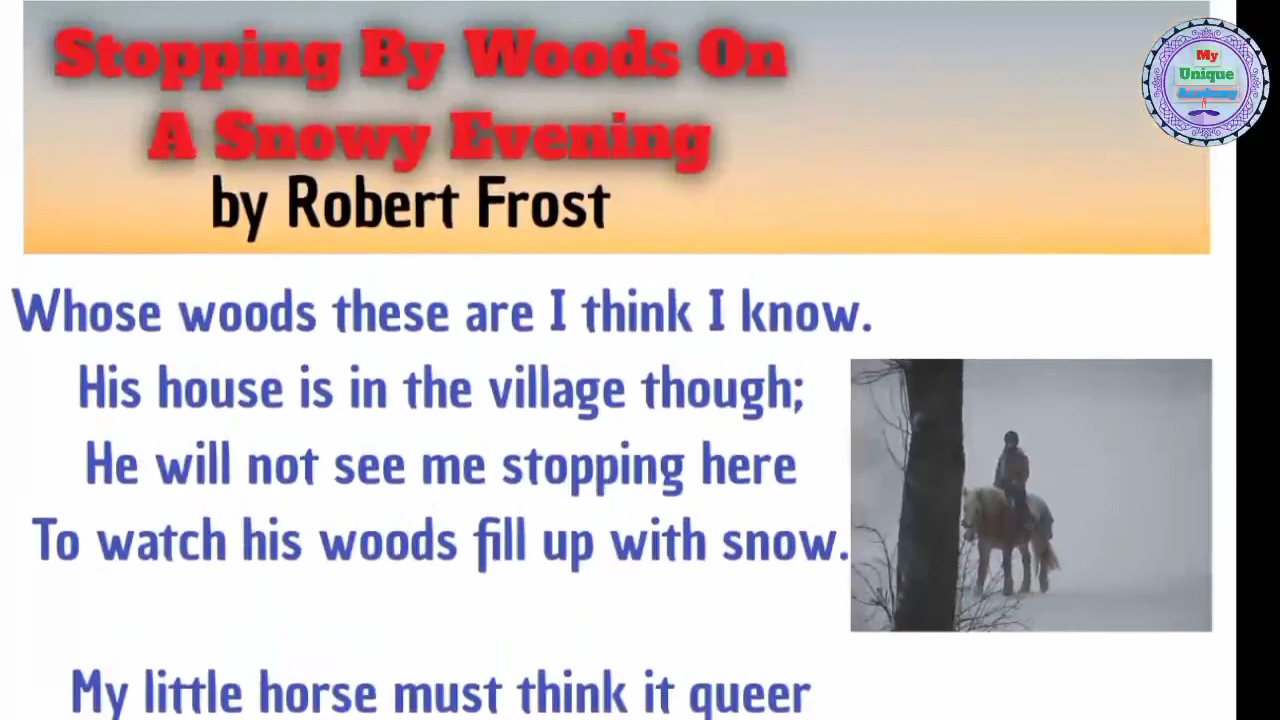 Stopping By Woods On
A Snowy Evening
by Robert Frost
My
Unique
Academy
Whose woods these are I think I know.
His house is in the village though;
He will not see me stopping here
To watch his woods fill up with snow.
My little horse must think it queer